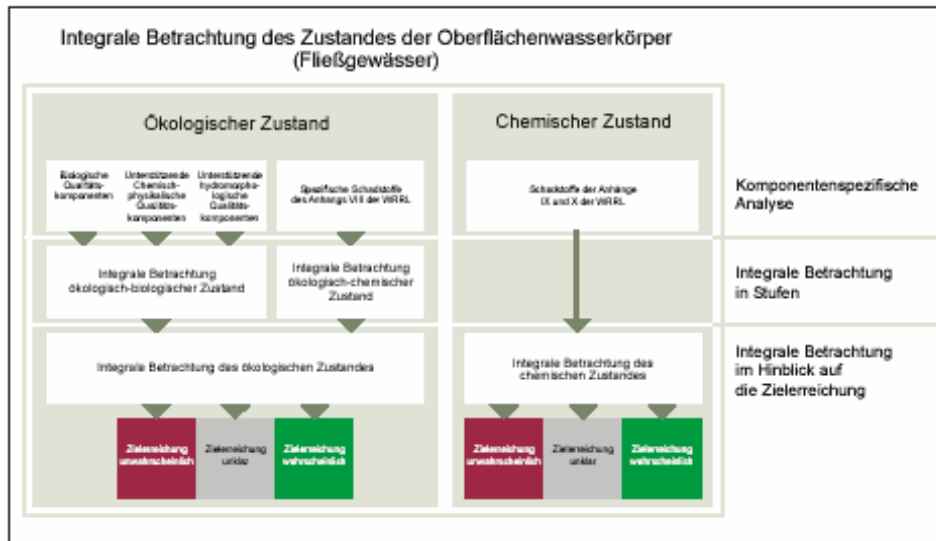 Integrale Betrachtung des Zustandes der Oberflächenwasserkörper
(Fließgewässer)
Ökologischer Zustand
Chemischer Zustand
Biologische
Qualitäts-
komponenten
Unterstützende
Chemisch-
physikalische
Qualitäts-
komponenten
Unterstützende
hydromorpho-
logische
Qualitäts-
komponenten
Spezifische Schadstoffe
des Anhangs VIII der WRRL
Schadstoffe der Anhänge
IX und X der WRRL
Komponentenspezifische
Analyse
Integrale Betrachtung
ökologisch-biologischer Zustand
Integrale Betrachtung
ökologisch-chemischer
Zustand
Integrale Betrachtung
in Stufen
Integrale Betrachtung des ökologischen Zustandes
Integrale Betrachtung des
chemischen Zustandes
Integrale Betrachtung
im Hinblick auf
die Zielerreichung
Zielerreichung
unwahrscheinlich
Zielerreichung
unklar
Zielerreichung
wahrscheinlich
Zielerreichung
unwahrscheinlich
Zielerreichung
unklar
Zielerreichung
wahrscheinlich